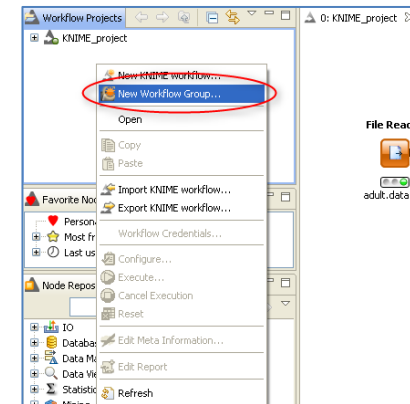 Workflow Projects
0: KNIME_project
KNIME_project
New KNIME workflow...
New Workflow Group...
Open
Copy
Paste
Import KNIME workflow...
Export KNIME workflow...
Workflow Credentials...
Configure...
Execute...
Cancel Execution
Reset
Edit Meta Information...
Edit Report
Refresh
File Read
adult.data
Favorite Nod
Person
Most fr
Last us
Node Repos
IO
Databas
Data Ma
Data Vie
Statistic